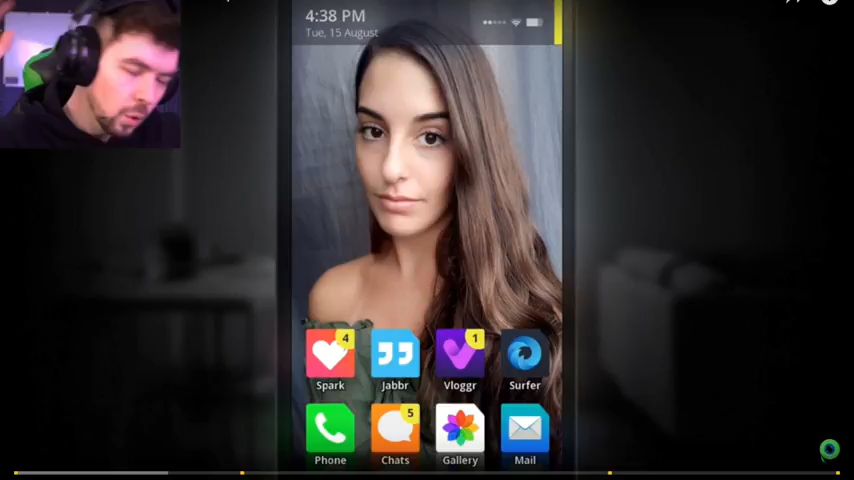 4:38 PM
Tue, 15 August
4
1
Spark
Jabbr
Vloggr
Surfer
5
Phone
Chats
Gallery
Mail